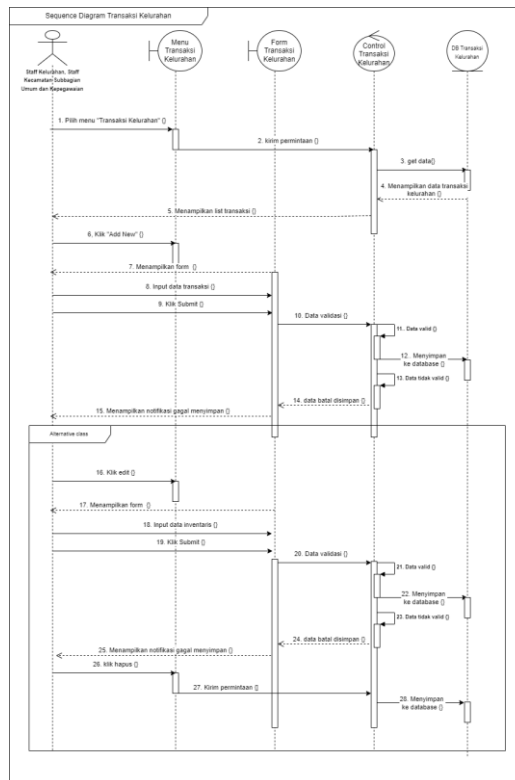 Sequence Diagram Transaksi Kelurahan
Menu
Transaksi
Kelurahan
Form
Transaksi
Kelurahan
Control
Transaksi
Kelurahan
DB Transaksi
Kelurahan
Staff Kelurahan, Staff
Kecamatan Subbagian
Umum dan Kepegawaian
1. Pilih menu "Transaksi Kelurahan" ()
2. kirim permintaan ()
3. get data()
4. Menampilkan data transaksi
kelurahan ()
5. Menampilkan list transaksi ()
6. Klik "Add New" ()
7. Menampilkan form ()
8. Input data transaksi ()
9. Klik Submit ()
10. Data validasi ()
11. Data valid ()
12. Menyimpan
ke database ()
13. Data tidak valid ()
14. data batal disimpan ()
15. Menampilkan notifikasi gagal menyimpan ()
Alternative class
16. Klik edit ()
17. Menampilkan form ()
18. Input data inventaris ()
19. Klik Submit ()
20. Data validasi ()
21. Data valid ()
22. Menyimpan
ke database ()
23. Data tidak valid ()
24. data batal disimpan ()
25. Menampilkan notifikasi gagal menyimpan ()
26. klik hapus ()
27. Kirim permintaan []
28. Menyimpan
ke database ()